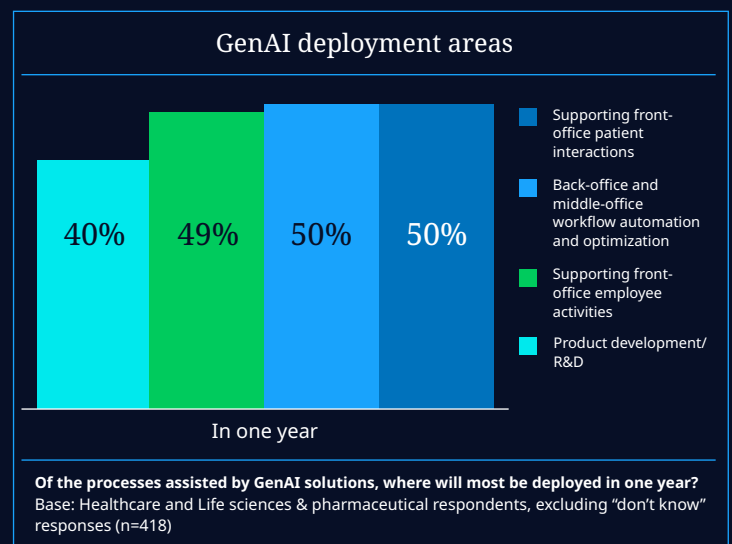 GenAI deployment areas
40%
49%
50%
50%
Supporting front-
office patient
interactions
Back-office and
middle-office
workflow automation
and optimization
Supporting front-
office employee
activities
Product development/
R&D
In one year
Of the processes assisted by GenAI solutions, where will most be deployed in one year?
Base: Healthcare and Life sciences & pharmaceutical respondents, excluding “don’t know”
responses (n=418)